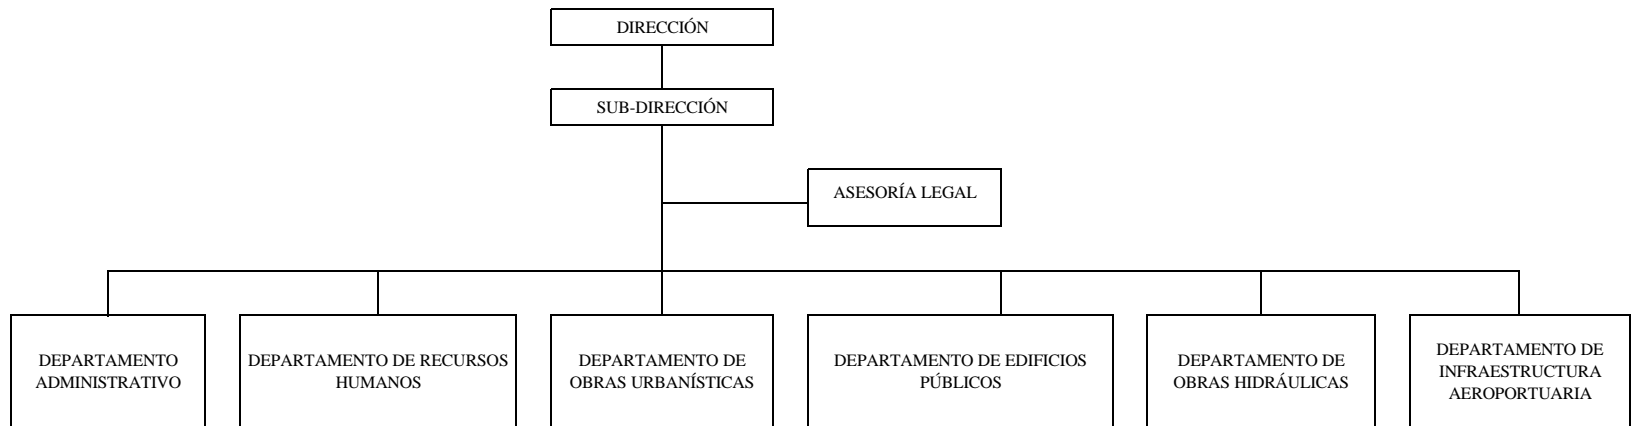 DIRECCIÓN
SUB-DIRECCIÓN
ASESORÍA LEGAL
DEPARTAMENTO
ADMINISTRATIVO
DEPARTAMENTO DE RECURSOS
HUMANOS
DEPARTAMENTO DE
OBRAS URBANÍSTICAS
DEPARTAMENTO DE EDIFICIOS
PÚBLICOS
DEPARTAMENTO DE
OBRAS HIDRÁULICAS
DEPARTAMENTO DE
INFRAESTRUCTURA
AEROPORTUARIA